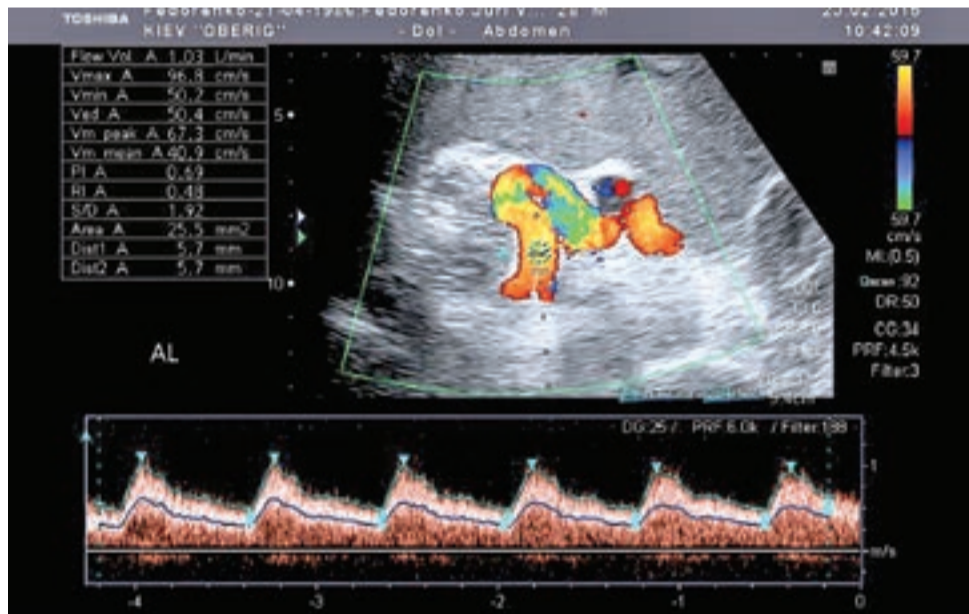 TOSHIBA
KIEV "OBERIG" - Dol - Abdomen 10:42:09
Flow Vol. A 1,03 L/min
Vmax A 96,8 cm/s
Vmin A 50,2 cm/s
Ved A 50,4 cm/s
Vm peak A 67,3 cm/s
Vm mean A 40,9 cm/s
PI A 0,69
RI A 0,48
S/D A 1,92
Area A 25,5 mm2
Dist1 A 5,7 mm
Dist2 A 5,7 mm
5
10
59.7
59.7
cm/s
MI:(0.5)
DR:50
CG:34
PRF:4.5k
Filter:3
AL
DG:25 PRF 6.0k / Filter:188
1
m/s
-4 -3 -2 -1 0